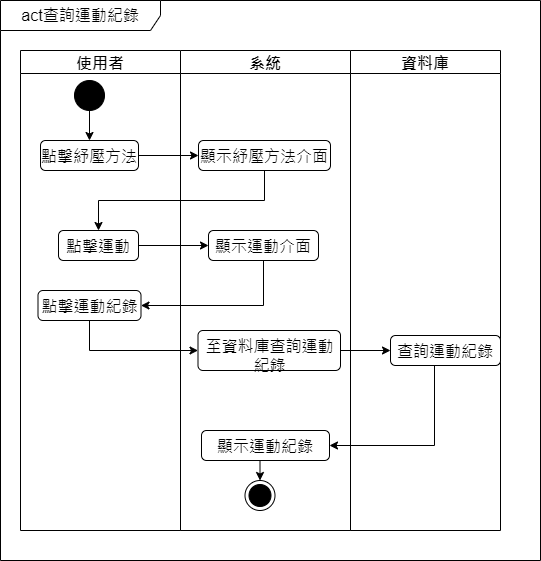 act查詢運動紀錄
使用者
系統
資料庫
點擊紓壓方法
顯示紓壓方法介面
點擊運動
顯示運動介面
點擊運動紀錄
至資料庫查詢運動
紀錄
查詢運動紀錄
顯示運動紀錄